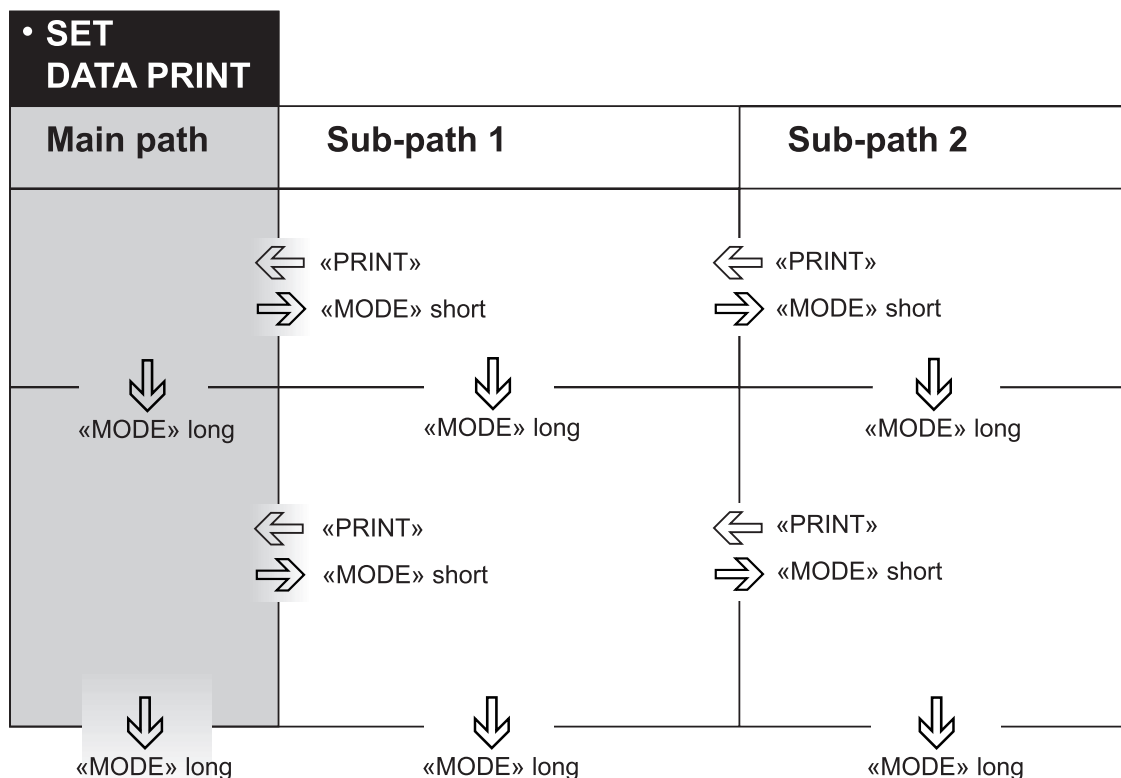 • SET
DATA PRINT
Main path
Sub-path 1
Sub-path 2
«PRINT»
«PRINT»
«MODE» short
«MODE» short
«MODE» long
«MODE» long
«MODE» long
«PRINT»
«PRINT»
«MODE» short
«MODE» short
«MODE» long
«MODE» long
«MODE» long